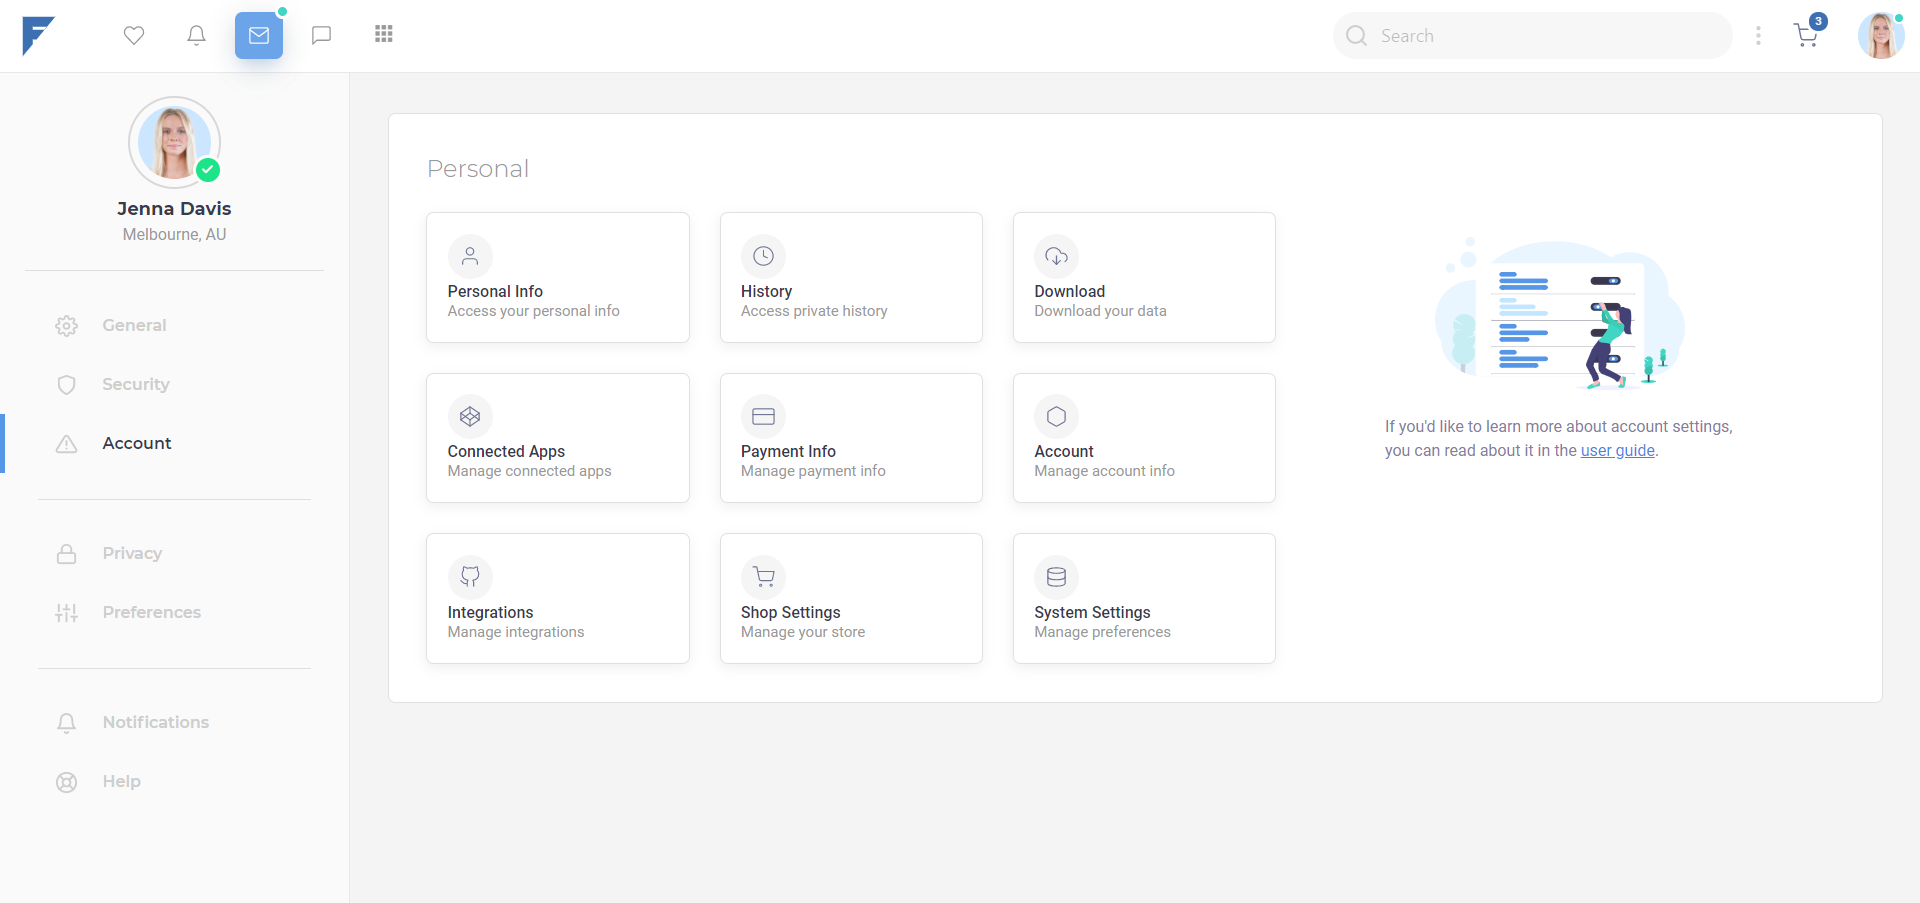 Search
3
Jenna Davis
Melbourne, AU
General
Security
Account
Privacy
Preferences
Notifications
Help
Personal
Personal Info
Access your personal info
History
Access private history
Download
Download your data
Connected Apps
Manage connected apps
Payment Info
Manage payment info
Account
Manage account info
Integrations
Manage integrations
Shop Settings
Manage your store
System Settings
Manage preferences
If you'd like to learn more about account settings,
you can read about it in the user guide.